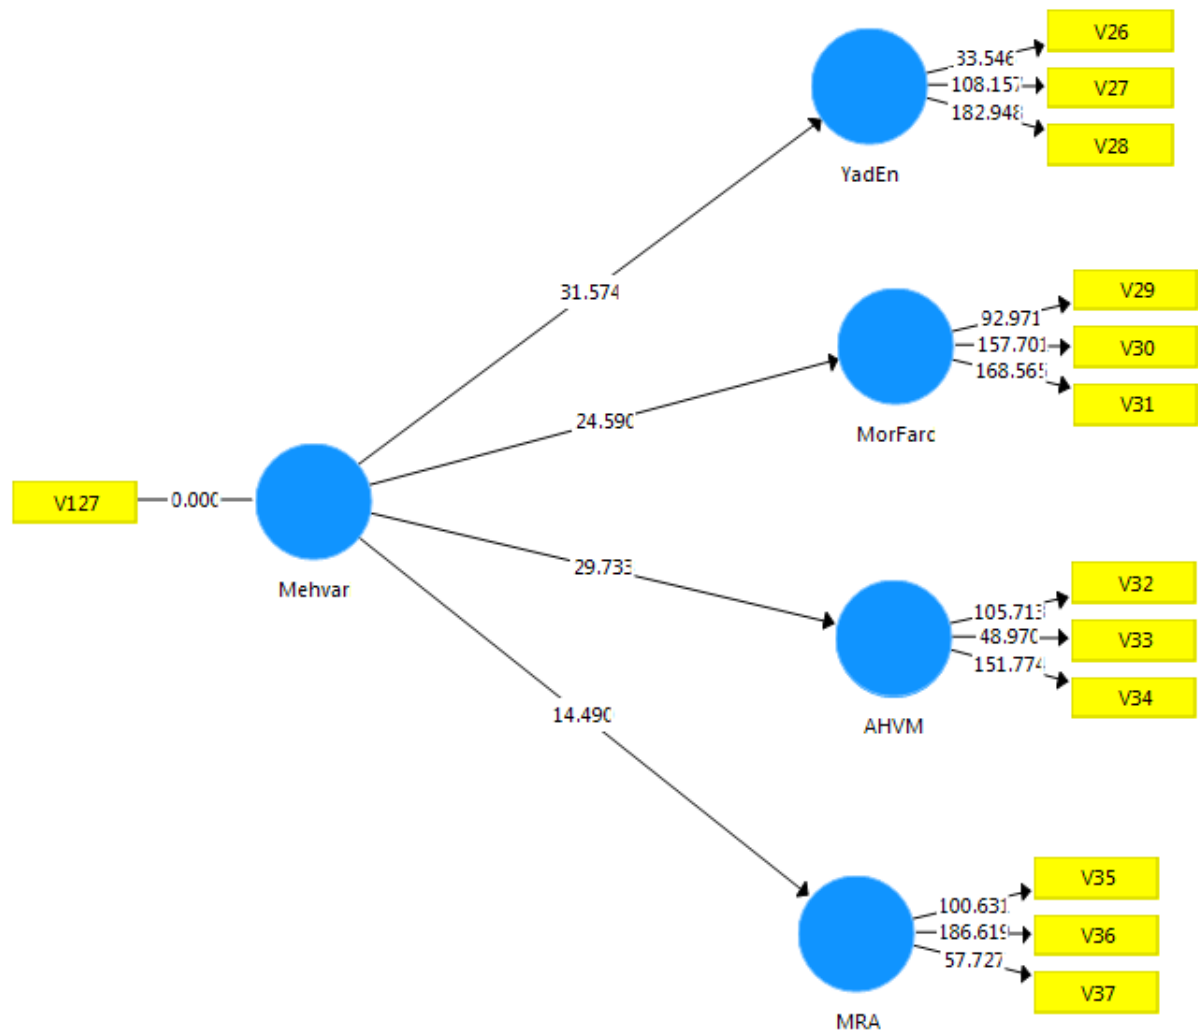 V26
33.546
V27
108.157
V28
182.948
YadEn
31.574
V29
92.971
V30
157.701
V31
168.565
MorFarc
24.590
V127
0.000
Mehvar
29.733
V32
105.713
V33
48.970
V34
151.774
AHVM
14.490
V35
100.631
V36
186.619
V37
57.727
MRA